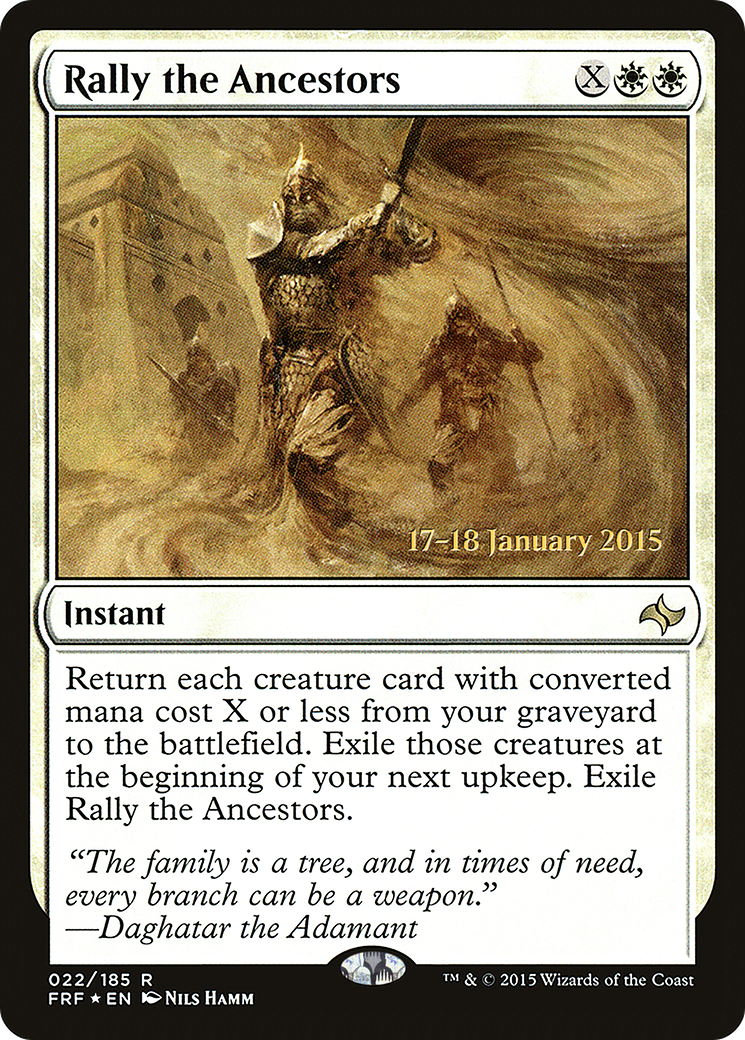 Rally the Ancestors X
17–18 January 2015
Instant
Return each creature card with converted
mana cost X or less from your graveyard
to the battlefield. Exile those creatures at
the beginning of your next upkeep. Exile
Rally the Ancestors.
“The family is a tree, and in times of need,
every branch can be a weapon.”
—Daghatar the Adamant
022/185 R
FRF ★ EN Nils Hamm
™ & © 2015 Wizards of the Coast